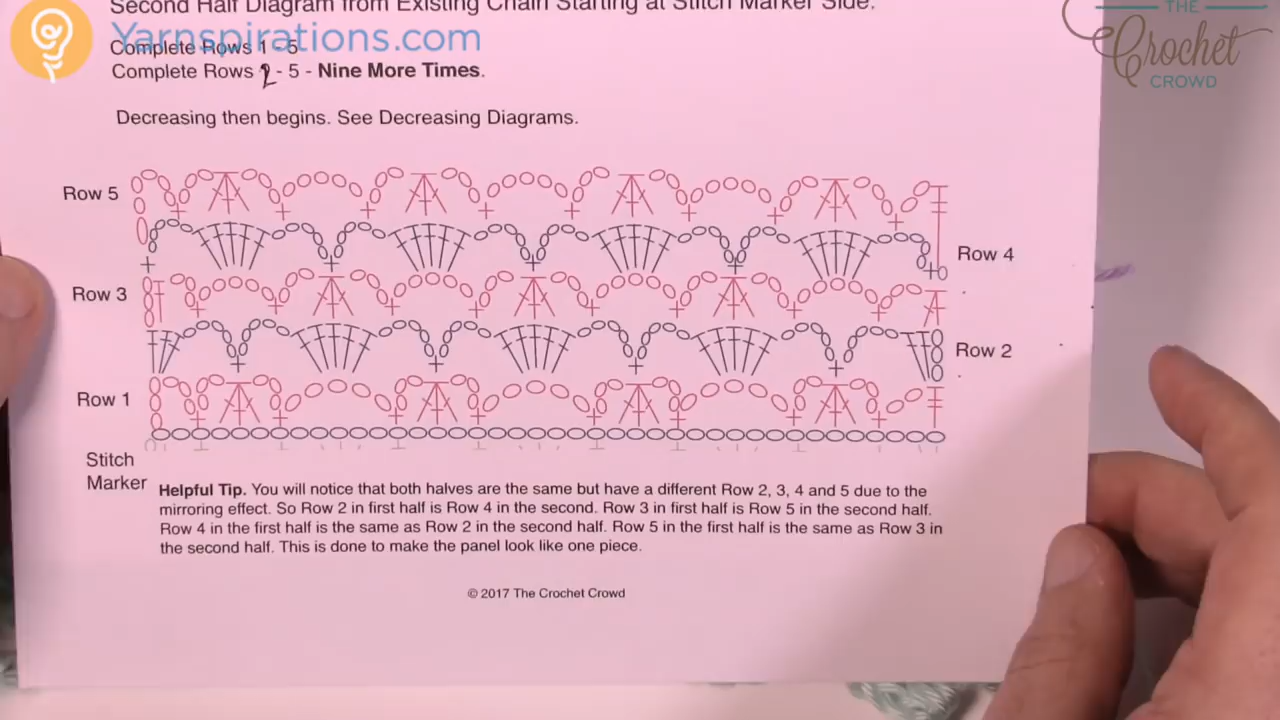 Second Half Diagram from Existing Chain Starting at Stitch Marker Side.
Yarnspirations.com
THE
Crochet
CROWD
Complete Rows 1 - 5
Complete Rows 2 - 5 - Nine More Times.
Decreasing then begins. See Decreasing Diagrams.
Row 5
Row 4
Row 3
Row 2
Row 1
Stitch
Marker
Helpful Tip. You will notice that both halves are the same but have a different Row 2, 3, 4 and 5 due to the
mirroring effect. So Row 2 in first half is Row 4 in the second. Row 3 in first half is Row 5 in the second half.
Row 4 in the first half is the same as Row 2 in the second half. Row 5 in the first half is the same as Row 3 in
the second half. This is done to make the panel look like one piece.
© 2017 The Crochet Crowd